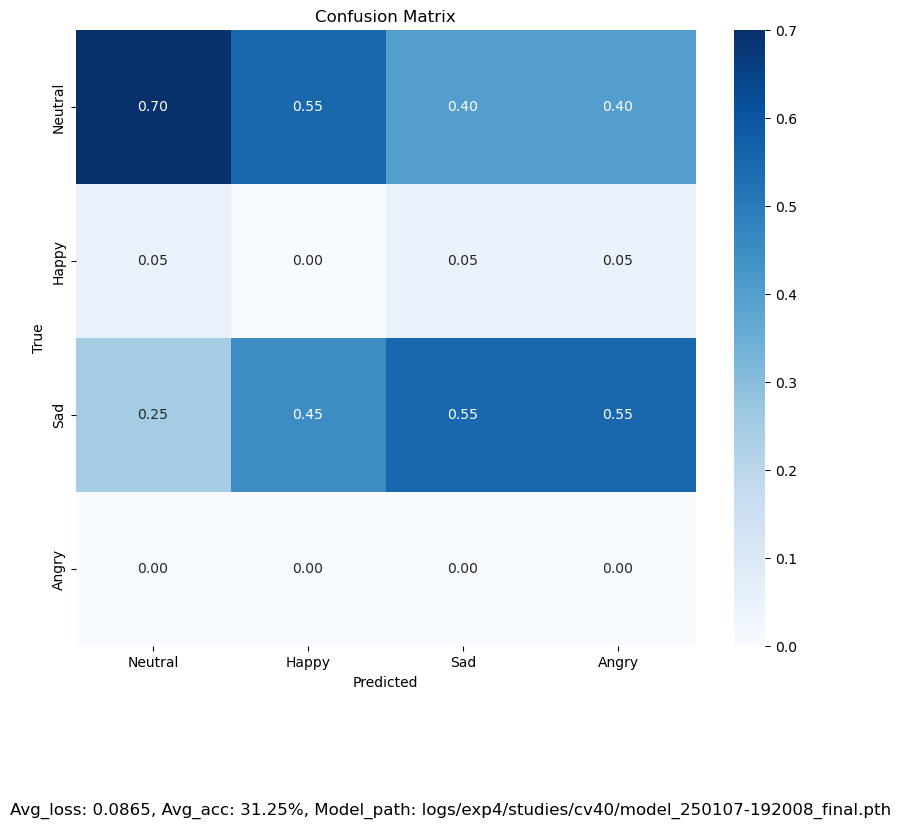 Confusion Matrix
Neutral 0.70 0.55 0.40 0.40
Happy 0.05 0.00 0.05 0.05
Sad 0.25 0.45 0.55 0.55
Angry 0.00 0.00 0.00 0.00
True
Neutral Happy Sad Angry
Predicted
0.7
0.6
0.5
0.4
0.3
0.2
0.1
0.0
Avg_loss: 0.0865, Avg_acc: 31.25%, Model_path: logs/exp4/studies/cv40/model_250107-192008_final.pth